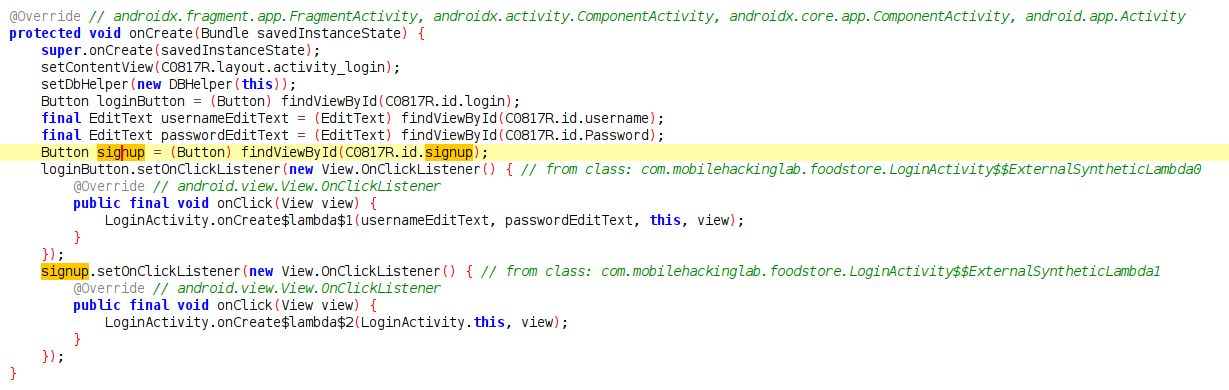 @Override // androidx.fragment.app.FragmentActivity, androidx.activity.ComponentActivity, androidx.core.app.ComponentActivity, android.app.Activity
protected void onCreate(Bundle savedInstanceState) {
    super.onCreate(savedInstanceState);
    setContentView(C0817R.layout.activity_login);
    setDbHelper(new DBHelper(this));
    Button loginButton = (Button) findViewById(C0817R.id.login);
    final EditText usernameEditText = (EditText) findViewById(C0817R.id.username);
    final EditText passwordEditText = (EditText) findViewById(C0817R.id.Password);
    Button signup = (Button) findViewById(C0817R.id.signup);
    loginButton.setOnClickListener(new View.OnClickListener() { // from class: com.mobilehackinglab.foodstore.LoginActivity$$ExternalSyntheticLambda0
        @Override // android.view.View.OnClickListener
        public final void onClick(View view) {
            LoginActivity.onCreate$lambda$1(usernameEditText, passwordEditText, this, view);
        }
    });
    signup.setOnClickListener(new View.OnClickListener() { // from class: com.mobilehackinglab.foodstore.LoginActivity$$ExternalSyntheticLambda1
        @Override // android.view.View.OnClickListener
        public final void onClick(View view) {
            LoginActivity.onCreate$lambda$2(LoginActivity.this, view);
        }
    });
}